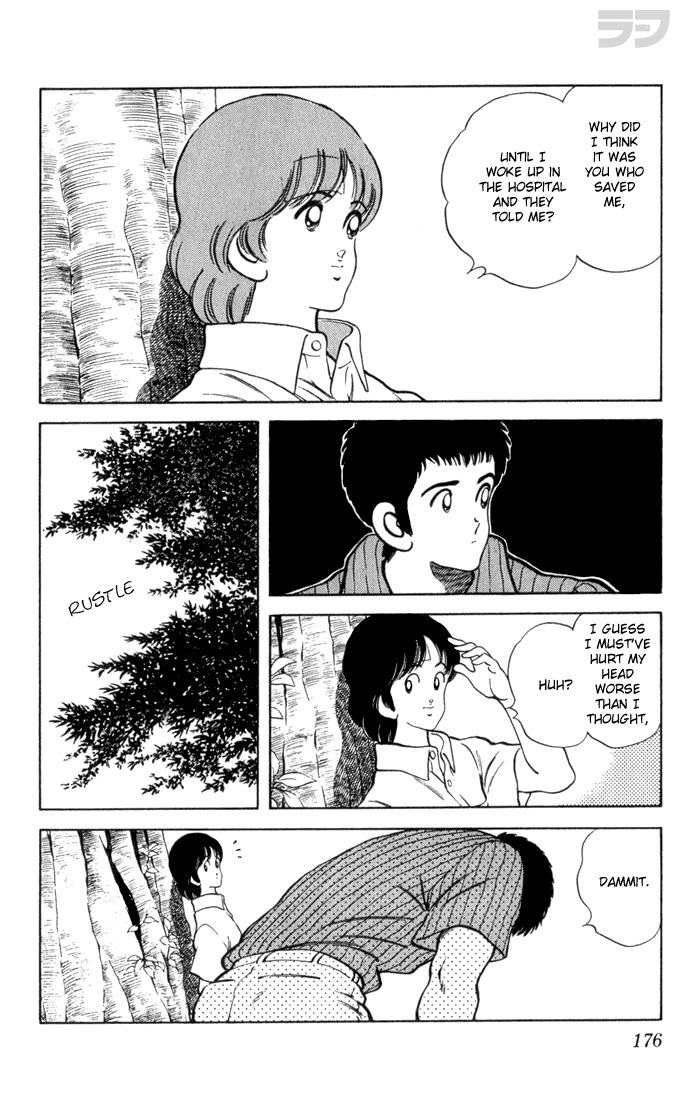 ラフ
WHY DID
I THINK
IT WAS
YOU WHO
SAVED
ME,
UNTIL I
WOKE UP IN
THE HOSPITAL
AND THEY
TOLD ME?
RUSTLE
I GUESS
I MUST'VE
HURT MY
HEAD
WORSE
THAN I
THOUGHT,
HUH?
DAMMIT.
176